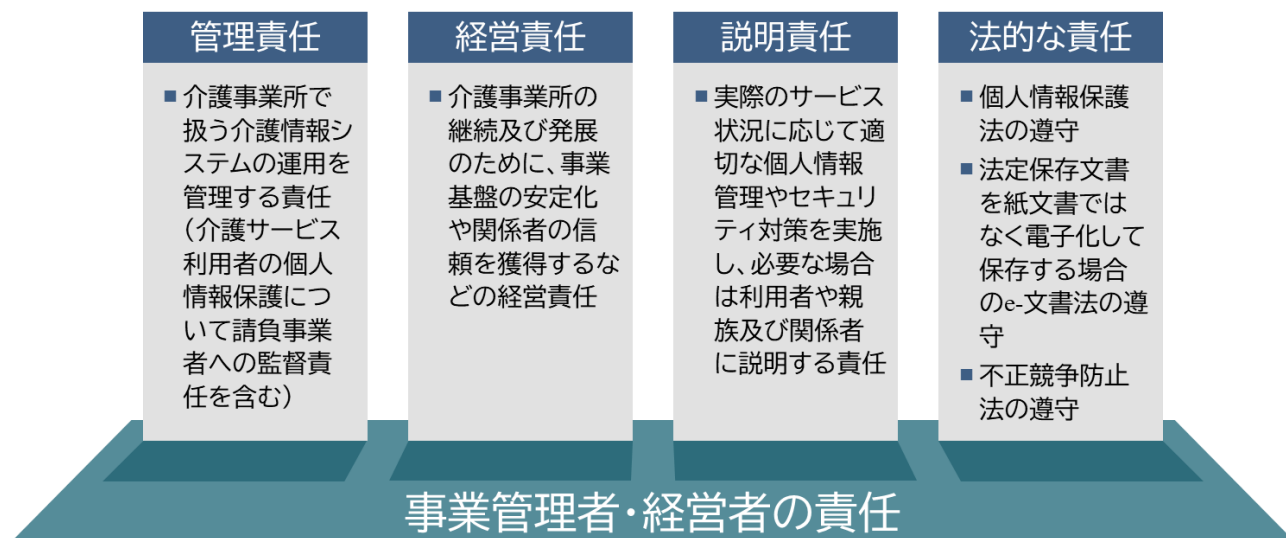 管理責任
■ 介護事業所で
扱う介護情報シ
ステムの運用を
管理する責任
（介護サービス
利用者の個人
情報保護につ
いて請負事業
者への監督責
任を含む）
経営責任
■ 介護事業所の
継続及び発展
のために、事業
基盤の安定化
や関係者の信
頼を獲得するな
どの経営責任
説明責任
■ 実際のサービス
状況に応じて適
切な個人情報
管理やセキュリ
ティ対策を実施
し、必要な場合
は利用者や親
族及び関係者
に説明する責任
法的な責任
■ 個人情報保護
法の遵守
■ 法定保存文書
を紙文書では
なく電子化して
保存する場合
のe-文書法の遵
守
■ 不正競争防止
法の遵守
事業管理者・経営者の責任